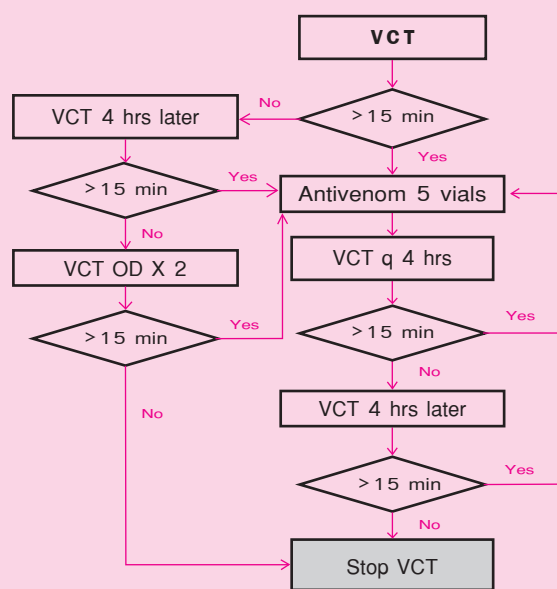 VCT
No
VCT 4 hrs later
>15 min
Yes
>15 min
Yes
Antivenom 5 vials
No
VCT OD X 2
VCT q 4 hrs
>15 min
Yes
>15 min
Yes
No
No
VCT 4 hrs later
>15 min
Yes
No
Stop VCT